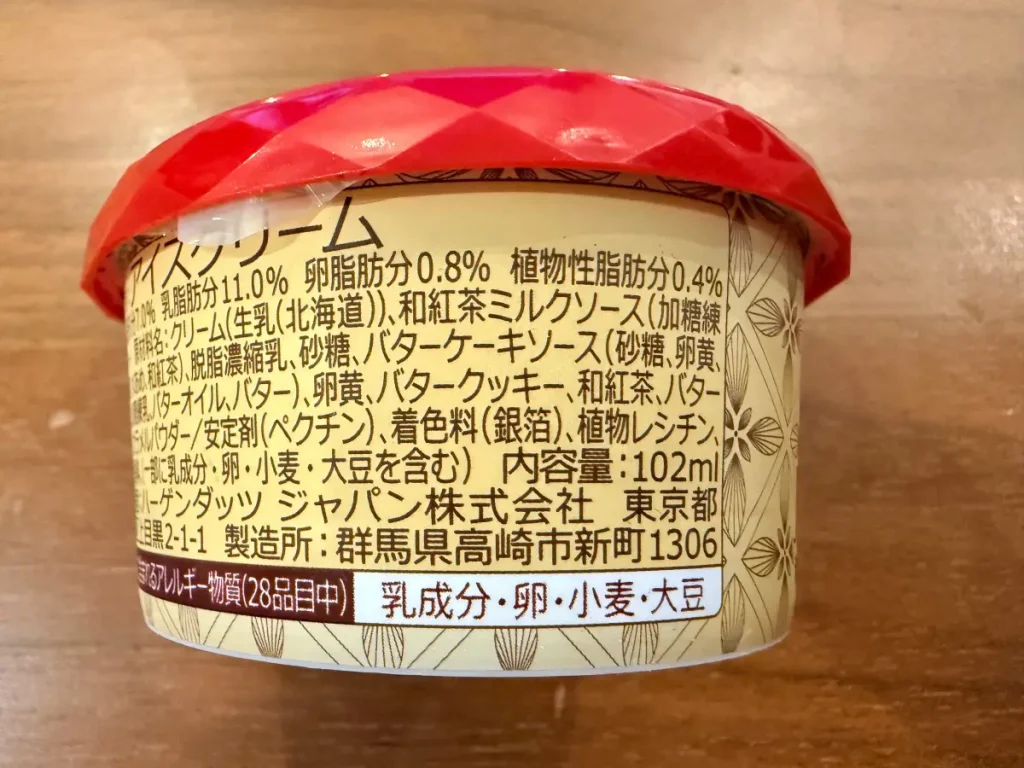 アイスクリーム
7.0% 乳脂肪分11.0% 卵脂肪分0.8% 植物性脂肪分0.4%
原材料名:クリーム(生乳(北海道))、和紅茶ミルクソース(加糖練
和紅茶)、脱脂濃縮乳、砂糖、バターケーキソース(砂糖、卵黄、
バターオイル、バター)、卵黄、バタークッキー、和紅茶、バター
メルパウダー/安定剤(ペクチン)、着色料(銀箔)、植物レシチン、
一部に乳成分・卵・小麦・大豆を含む) 内容量:102ml
ハーゲンダッツ ジャパン株式会社 東京都
上目黒2-1-1 製造所:群馬県高崎市新町1306
アレルギー物質(28品目中) 乳成分・卵・小麦・大豆